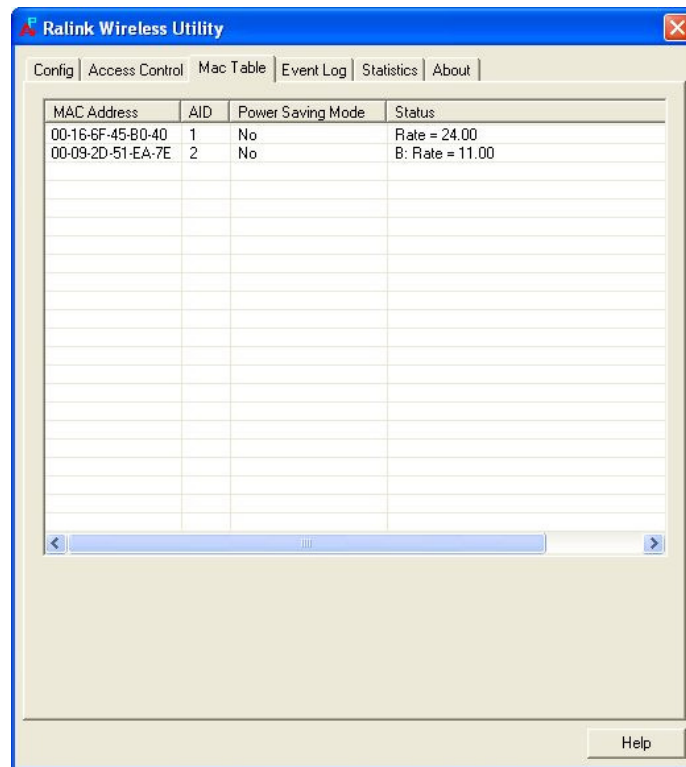 Ralink Wireless Utility
Config Access Control Mac Table Event Log Statistics About
MAC Address AID Power Saving Mode Status
00-16-6F-45-B0-40 1 No Rate = 24.00
00-09-2D-51-EA-7E 2 No B: Rate = 11.00
Help